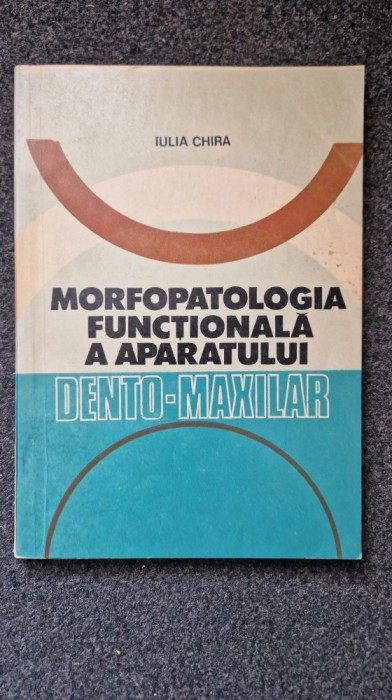 IULIA CHIRA
MORFOPATOLOGIA
FUNCȚIONALĂ
A APARATULUI
DENTO-MAXILAR